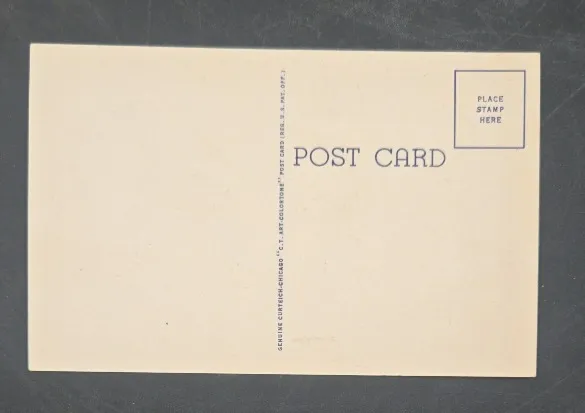 GENUINE CURTEICH-CHICAGO "C.T. ART-COLORTONE" POST CARD (REG. U.S. PAT. OFF.)
POST CARD
PLACE
STAMP
HERE